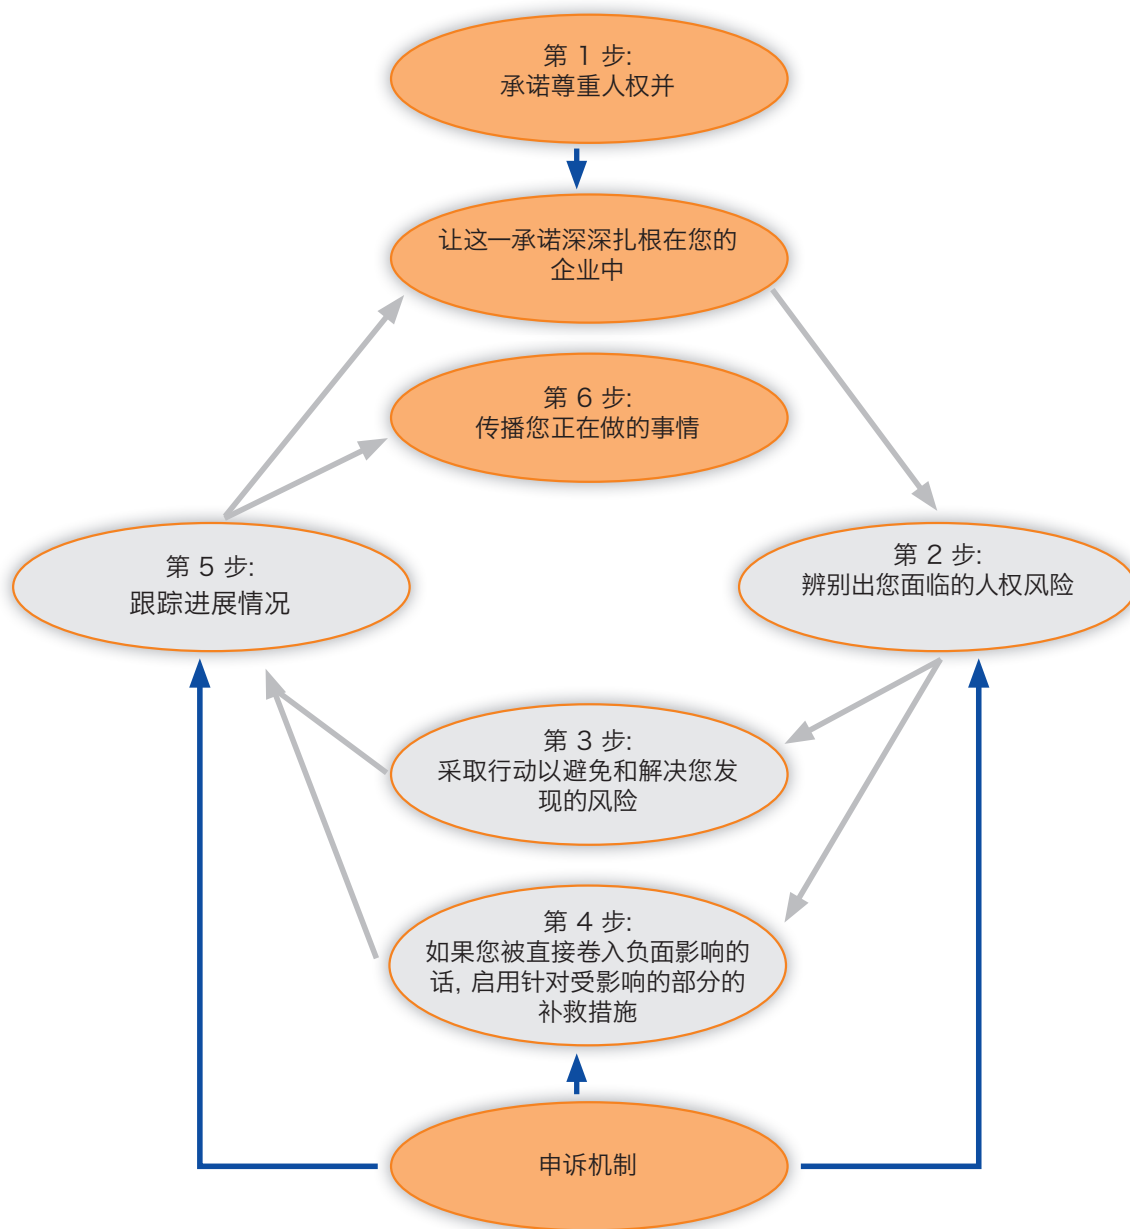 第 1 步:
承诺尊重人权并
让这一承诺深深扎根在您的
企业中
第 6 步:
传播您正在做的事情
第 5 步:
跟踪进展情况
第 2 步:
辨别出您面临的人权风险
第 3 步:
采取行动以避免和解决您发
现的风险
第 4 步:
如果您被直接卷入负面影响的
话, 启用针对受影响的部分的
补救措施
申诉机制